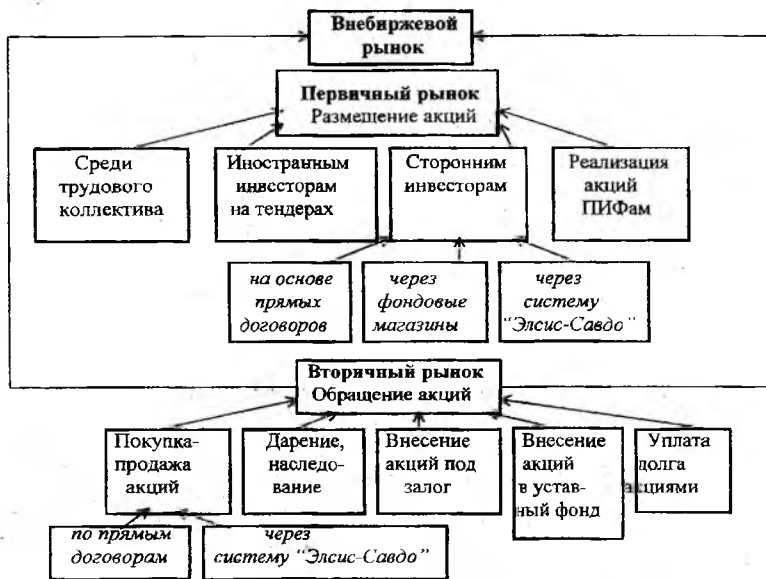 Внебиржевой
рынок
Первичный рынок
Размещение акций
Среди
трудового
коллектива
Иностранным
инвесторам
на тендерах
Сторонним
инвесторам
Реализация
акций
ПИФам
на основе
прямых
договоров
через
фондовые
магазины
через
систему
"Элсис-Савдо"
Вторичный рынок
Обращение акций
Покупка-
продажа
акций
Дарение,
наследо-
вание
Внесение
акций под
залог
Внесение
акций
в устав-
ный фонд
Уплата
долга
акциями
по прямым
договорам
через
систему "Элсис-Савдо"